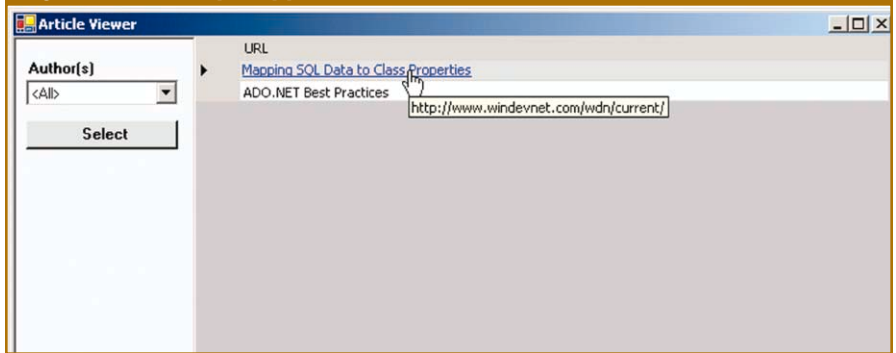 Article Viewer
URL
Author(s)
Mapping SQL Data to Class Properties
<All>
ADO.NET Best Practices
http://www.windevnet.com/wdn/current/
Select